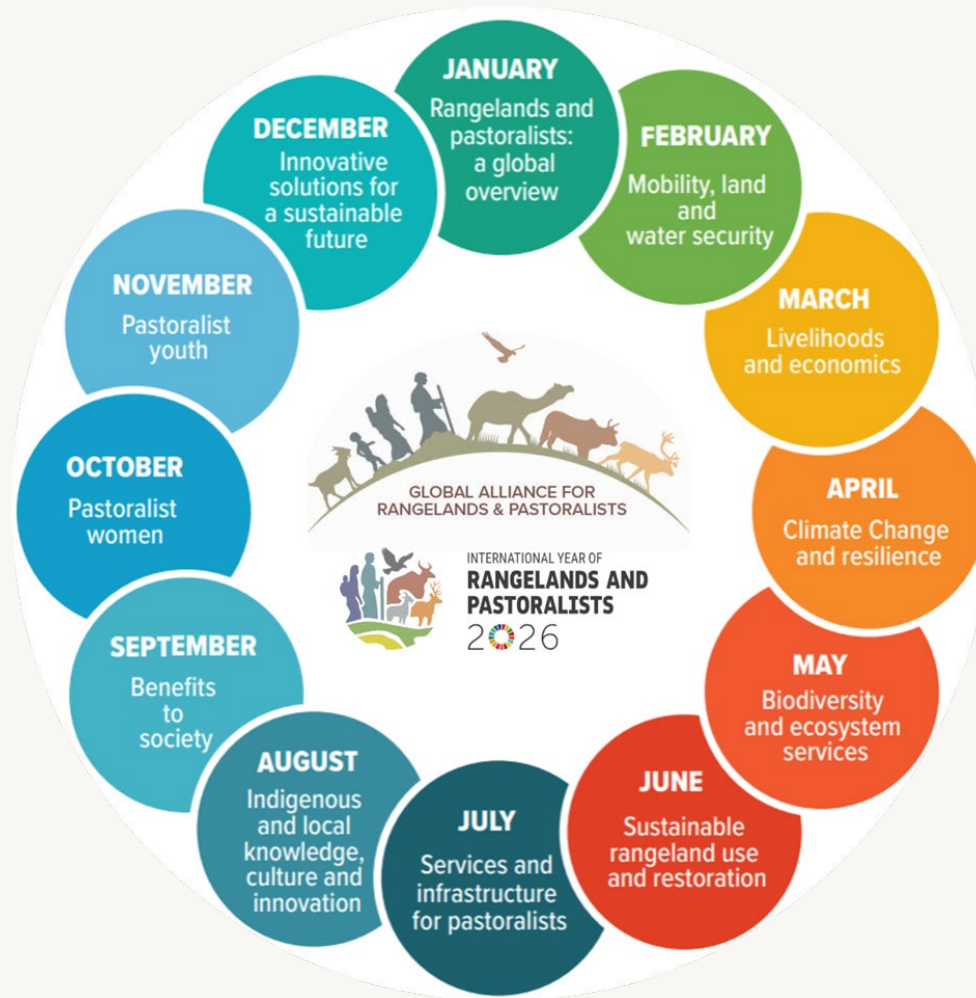 JANUARY
Rangelands and
pastoralists:
a global
overview
FEBRUARY
Mobility, land
and
water security
MARCH
Livelihoods
and economics
APRIL
Climate Change
and resilience
MAY
Biodiversity
and ecosystem
services
JUNE
Sustainable
rangeland use
and restoration
JULY
Services and
infrastructure
for pastoralists
AUGUST
Indigenous
and local
knowledge,
culture and
innovation
SEPTEMBER
Benefits
to
society
OCTOBER
Pastoralist
women
NOVEMBER
Pastoralist
youth
DECEMBER
Innovative
solutions for
a sustainable
future
GLOBAL ALLIANCE FOR
RANGELANDS & PASTORALISTS
INTERNATIONAL YEAR OF
RANGELANDS AND
PASTORALISTS
2026